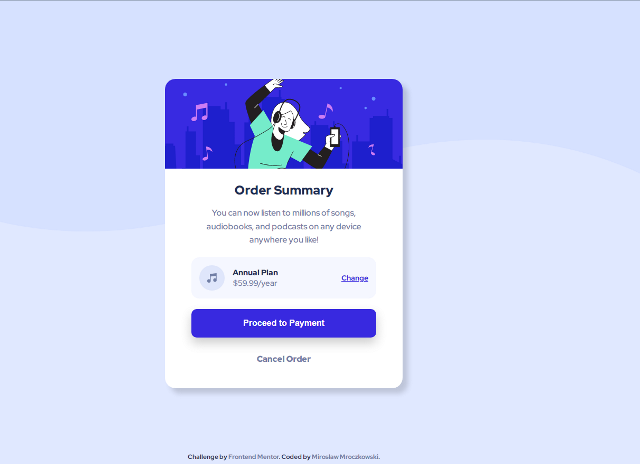 Order Summary
You can now listen to millions of songs,
audiobooks, and podcasts on any device
anywhere you like!
Annual Plan
$59.99/year
Change
Proceed to Payment
Cancel Order
Challenge by Frontend Mentor. Coded by Miroslaw Mroczkowski.